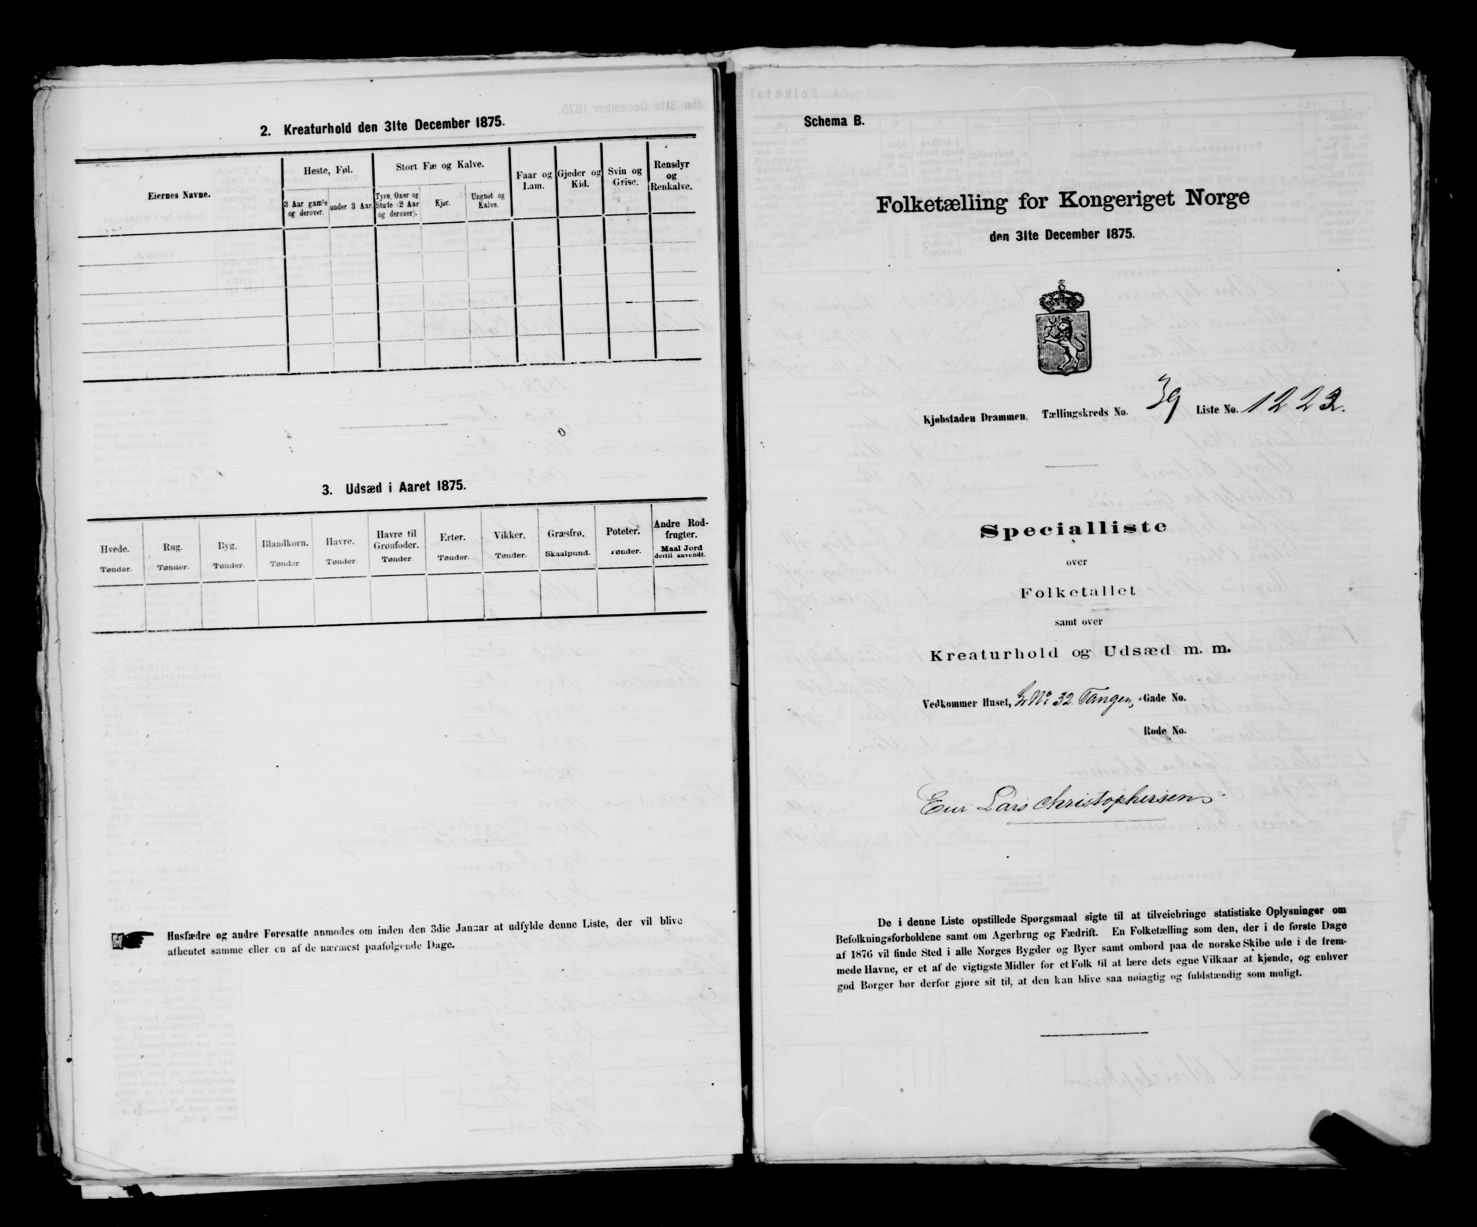 2. Kreaturhold den 31te December 1875.
Eiernes Navne.
Heste, Føl.
Stort Fæ og Kalve.
Faar og Lam.
Gjeder og Kid.
Svin og Grise.
Rensdyr og Renkalve.
3 Aar gamle og derover.
under 3 Aar.
Tyre, Oxer og Stude (2 Aar og derover).
Kjør.
Ungnøt og Kalve.
3. Udsæd i Aaret 1875.
Hvede. Tønder.
Rug. Tønder.
Byg. Tønder.
Blandkorn. Tønder
Havre. Tønder.
Havre til Grønfoder. Tønder.
Erter. Tønder.
Vikker. Tønder.
Græsfrø. Skaalpund.
Poteter. Tønder.
Andre Rodfrugter. Maal Jord dertil anvendt.
Husfædre og andre Foresatte anmodes om inden den 3die Januar at udfylde denne Liste, der vil blive
afhentet samme eller en af de nærmest paafølgende Dage.
Schema B.
Folketælling for Kongeriget Norge
den 31te December 1875.
Kjøbstaden Drammen, Tællingskreds No. 39 Liste No. 1223.
Specialliste
over
Folketallet
samt over
Kreaturhold og Udsæd m. m.
Vedkommer Huset, No 32 Tangen, Gade No.
Rode No.
Eier Lars Christophersen
De i denne Liste opstillede Spørgsmaal sigte til at tilveiebringe statistiske Oplysninger om
Befolkningsforholdene samt om Agerbrug og Fædrift. En Folketælling som den, der i de første Dage
af 1876 vil finde Sted i alle Norges Bygder og Byer samt ombord paa de norske Skibe ude i de frem-
mede Havne, er et af de vigtigste Midler for et Folk til at lære dets egne Vilkaar at kjende, og enhver
god Borger bør derfor gjøre sit til, at den kan blive saa nøiagtig og fuldstændig som muligt.